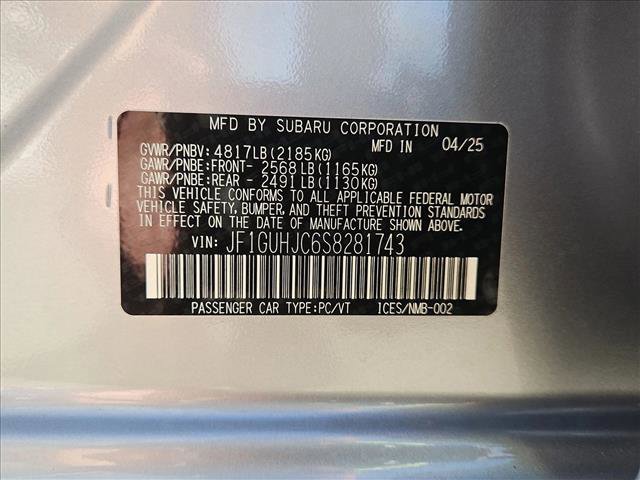 MFD BY SUBARU CORPORATION
GVWR/PNBV: 4817LB(2185KG) MFD IN 04/25
GAWR/PNBE:FRONT- 2568LB(1165KG)
GAWR/PNBE:REAR - 2491LB(1130KG)
THIS VEHICLE CONFORMS TO ALL APPLICABLE FEDERAL MOTOR
VEHICLE SAFETY, BUMPER, AND THEFT PREVENTION STANDARDS
IN EFFECT ON THE DATE OF MANUFACTURE SHOWN ABOVE.
VIN: JF1GUHJC6S8281743
PASSENGER CAR TYPE:PC/VT ICES/NMB-002